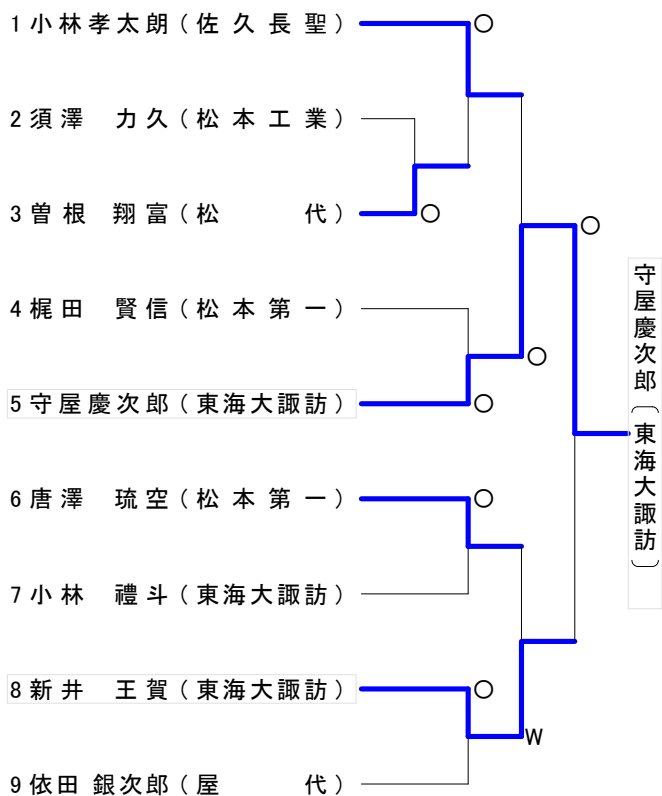 1 小林孝太朗 (佐久長聖) ○
2 須澤 力久 (松本工業)
3 曽根 翔富 (松 代) ○
○
守屋慶次郎(東海大諏訪)
4 梶田 賢信 (松本第一)
○
5 守屋慶次郎 (東海大諏訪) ○
6 唐澤 琉空 (松本第一) ○
7 小林 禮斗 (東海大諏訪)
8 新井 王賀 (東海大諏訪) ○
W
9 依田 銀次郎 (屋 代)